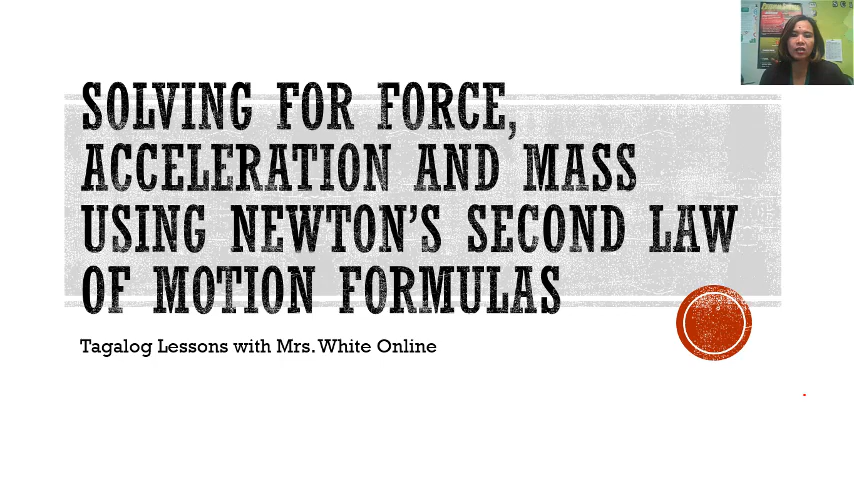 SOLVING FOR FORCE,
ACCELERATION AND MASS
USING NEWTON'S SECOND LAW
OF MOTION FORMULAS
Tagalog Lessons with Mrs. White Online